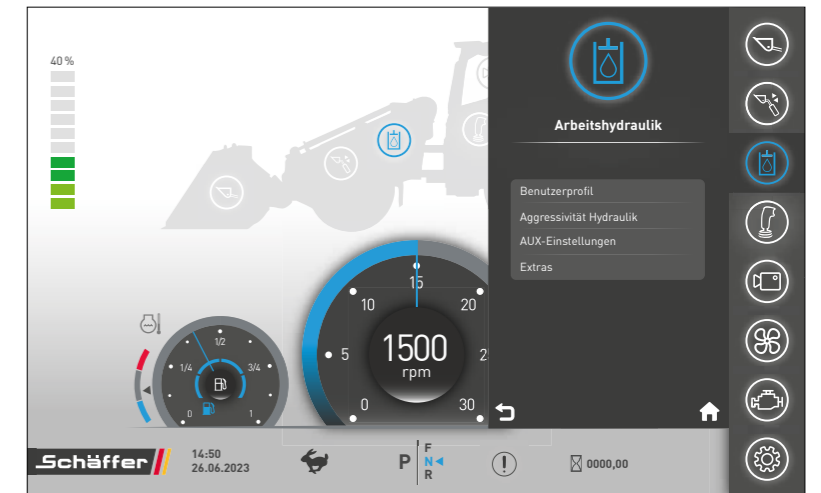 40 %
Arbeitshydraulik
Benutzerprofil
Aggressivität Hydraulik
AUX-Einstellungen
Extras
15
10
20
5
1500
rpm
2
0
30
1/2
1/4
3/4
0
1
Schäffer
14:50
26.06.2023
P
F
N
R
0000,00